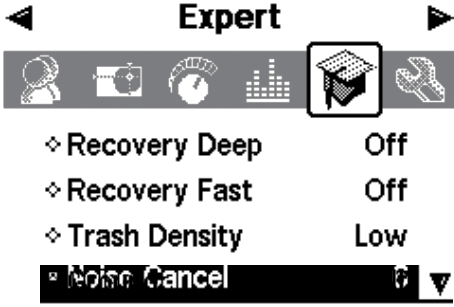 Expert
Recovery Deep Off
Recovery Fast Off
Trash Density Low
Noise Cancel